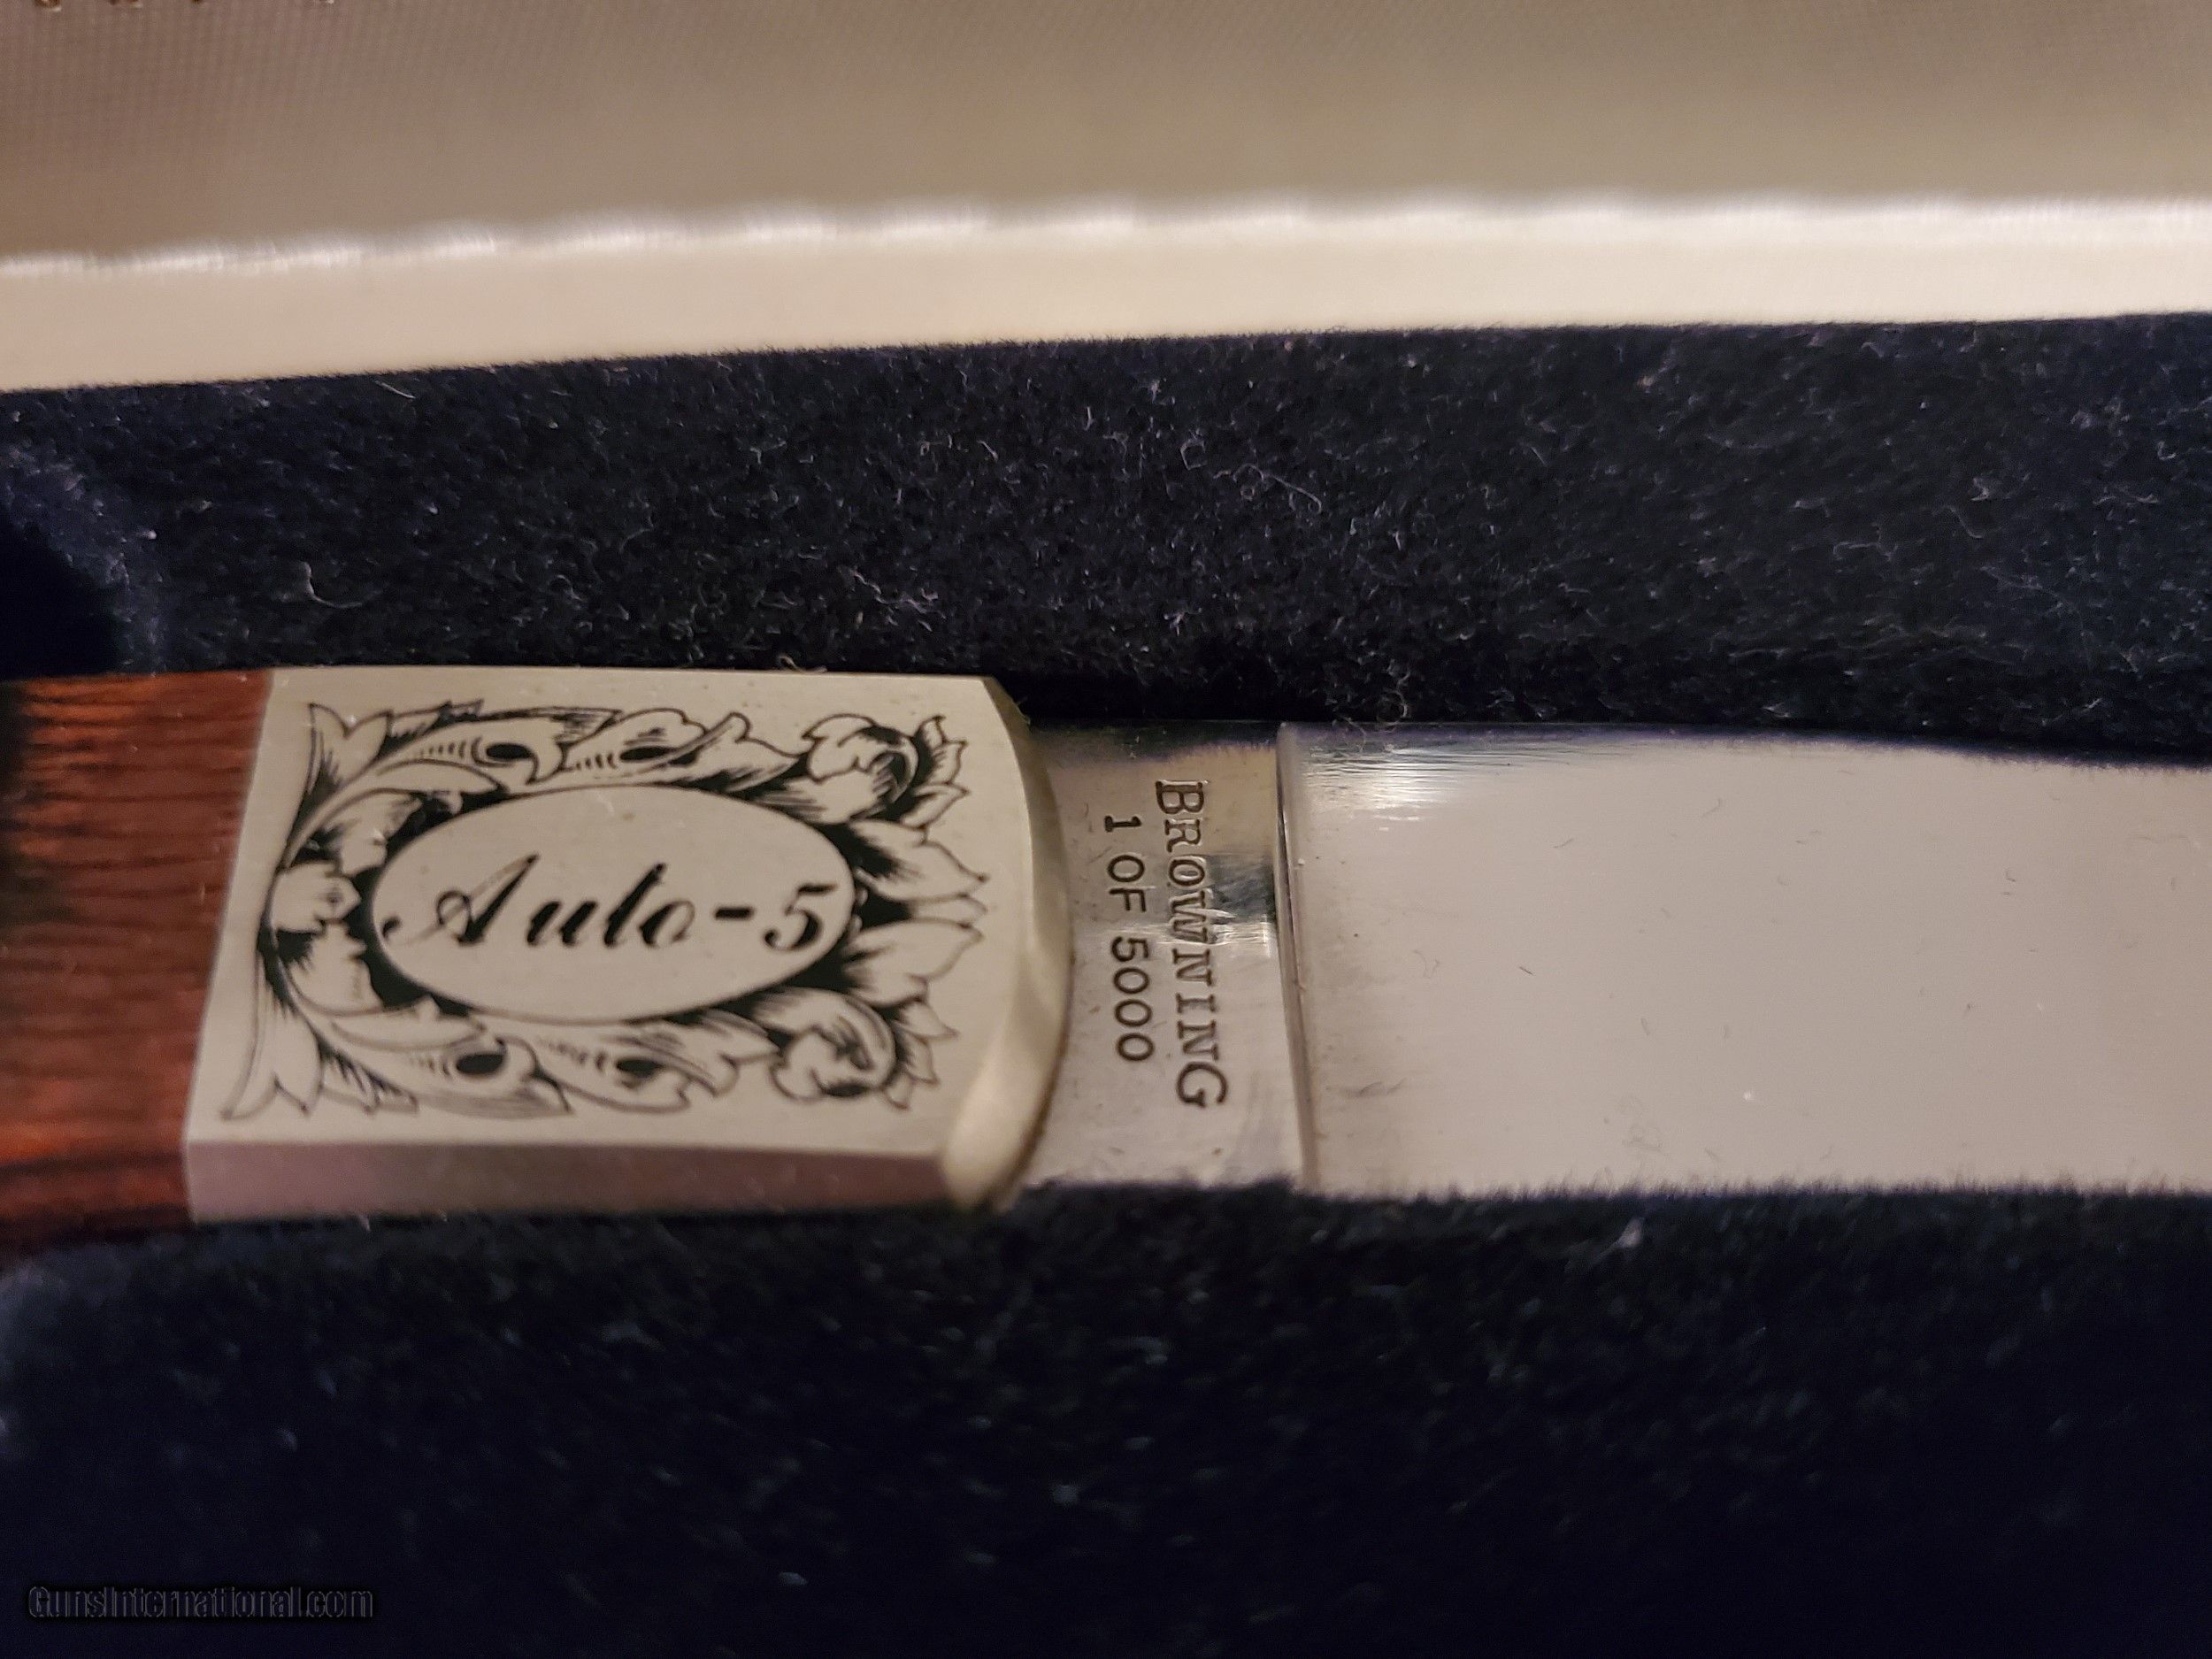 Auto-5
BROWNING
1 OF 5000
GunsInternational.com